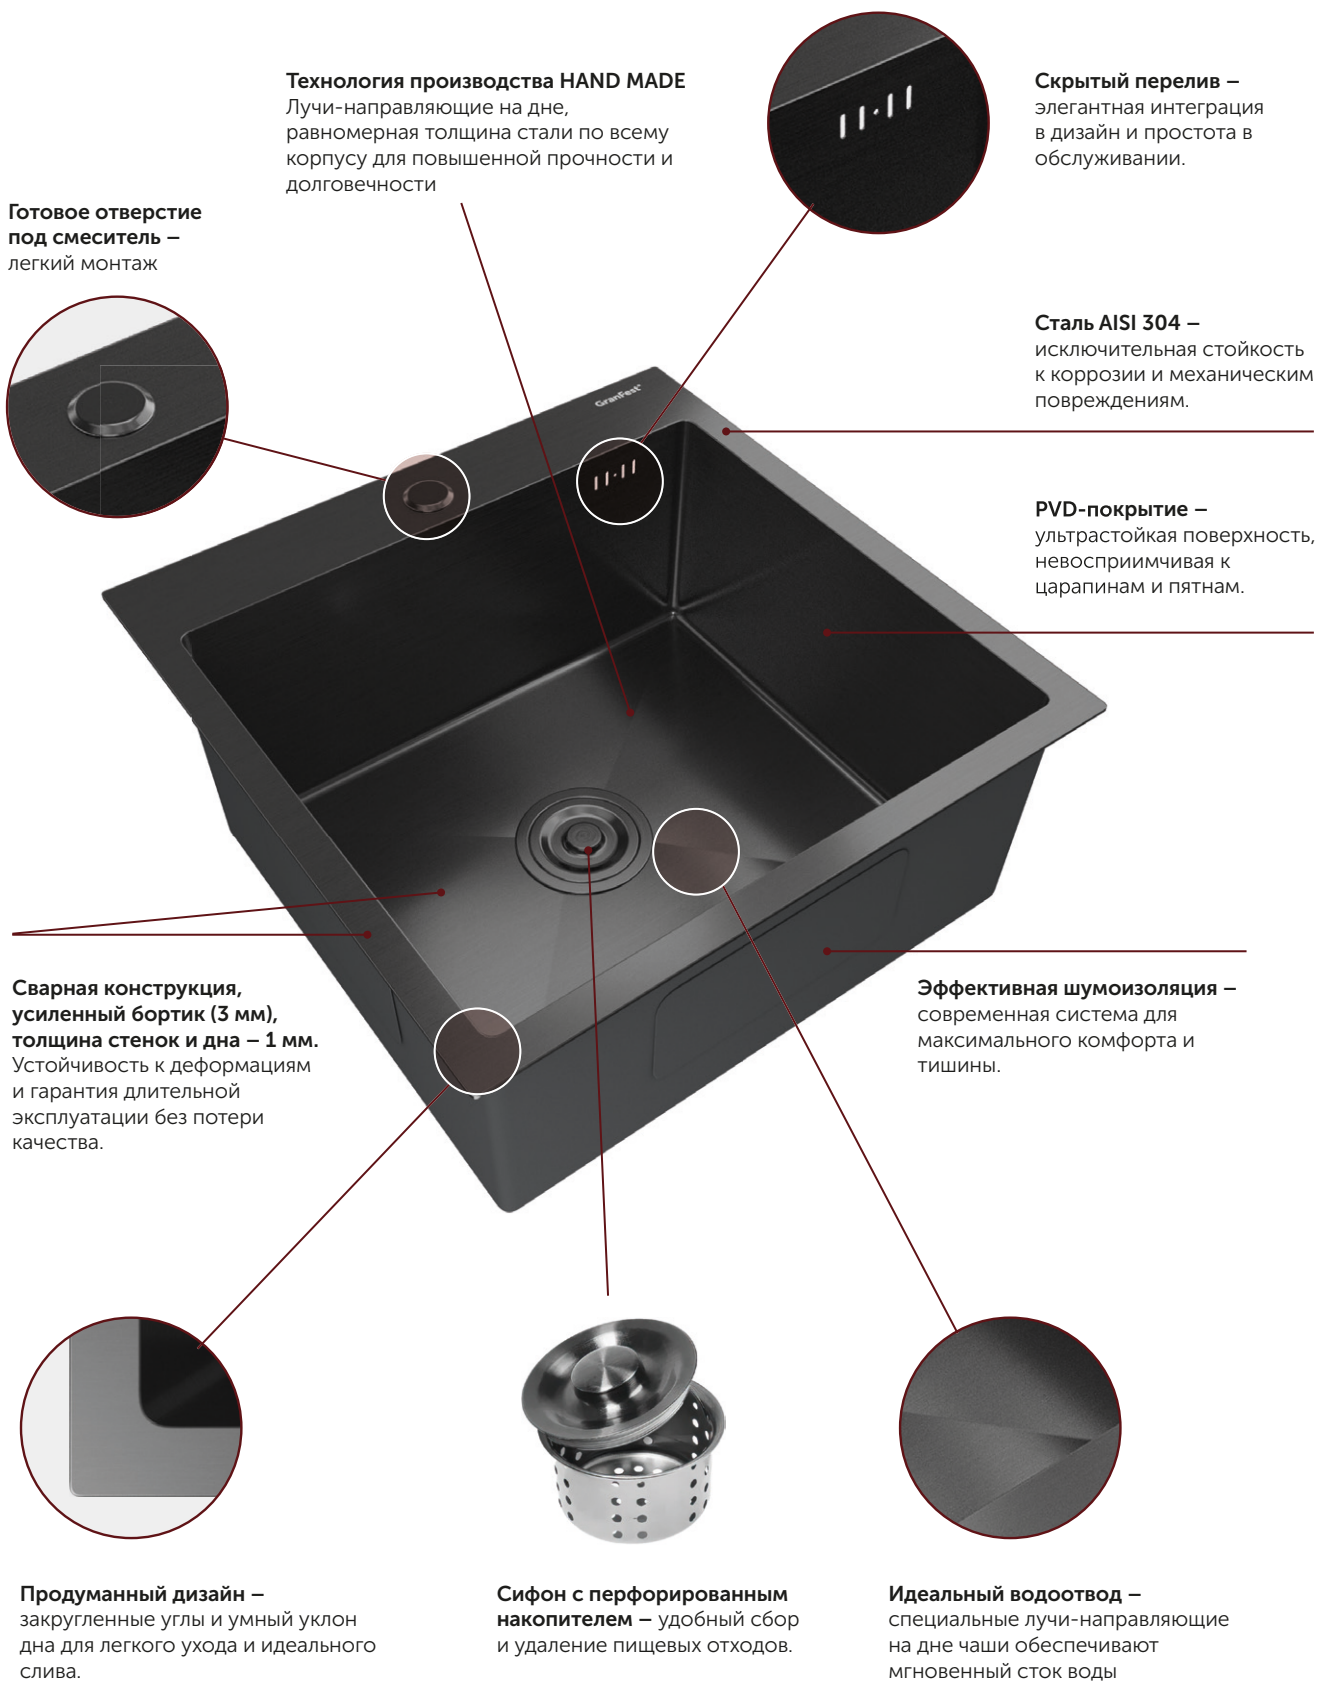 Технология производства HAND MADE
Лучи-направляющие на дне,
равномерная толщина стали по всему
корпусу для повышенной прочности и
долговечности
Скрытый перелив –
элегантная интеграция
в дизайн и простота в
обслуживании.
Готовое отверстие
под смеситель –
легкий монтаж
Сталь AISI 304 –
исключительная стойкость
к коррозии и механическим
повреждениям.
GranFest
PVD-покрытие –
ультрастойкая поверхность,
невосприимчивая к
царапинам и пятнам.
Сварная конструкция,
усиленный бортик (3 мм),
толщина стенок и дна – 1 мм.
Устойчивость к деформациям
и гарантия длительной
эксплуатации без потери
качества.
Эффективная шумоизоляция –
современная система для
максимального комфорта и
тишины.
Продуманный дизайн –
закругленные углы и умный уклон
дна для легкого ухода и идеального
слива.
Сифон с перфорированным
накопителем – удобный сбор
и удаление пищевых отходов.
Идеальный водоотвод –
специальные лучи-направляющие
на дне чаши обеспечивают
мгновенный сток воды